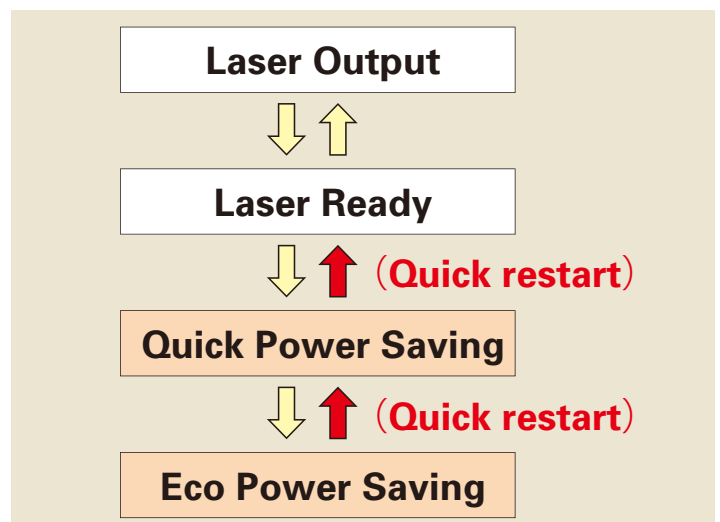 Laser Output
Laser Ready
（Quick restart）
Quick Power Saving
（Quick restart）
Eco Power Saving